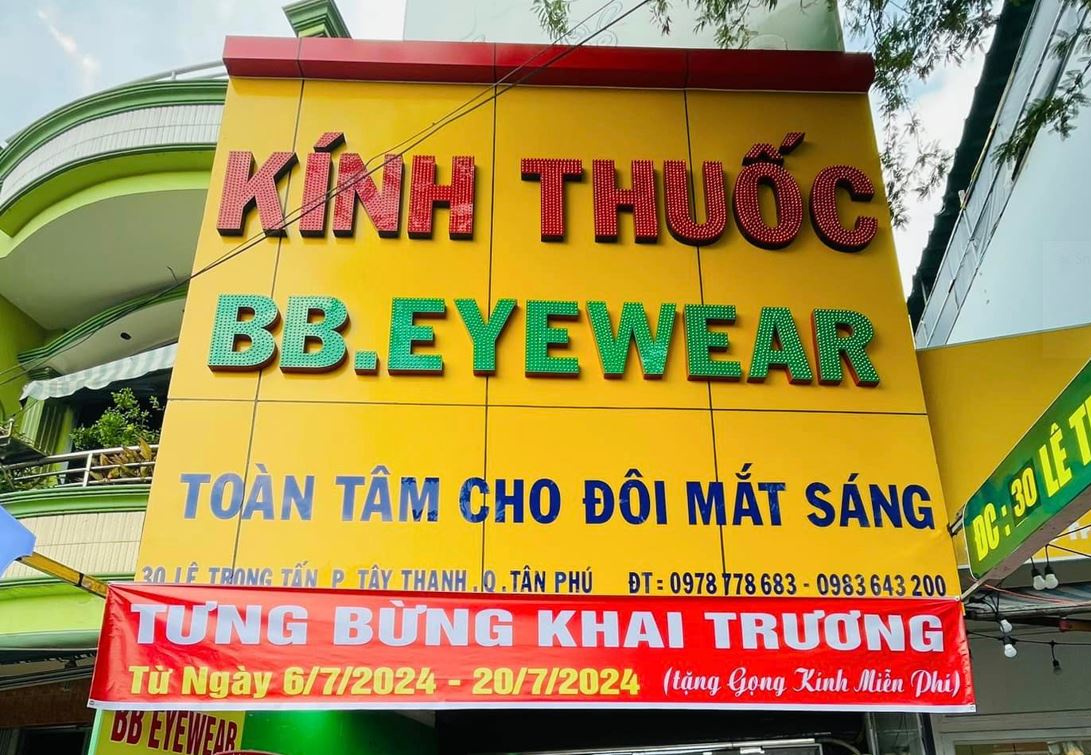 KÍNH THUỐC
BB.EYEWEAR
TOÀN TÂM CHO ĐÔI MẮT SÁNG
30 LÊ TRỌNG TẤN P TÂY THẠNH . Q . TÂN PHÚ ĐT : 0978 778 683 - 0983 643 200
TƯNG BỪNG KHAI TRƯƠNG
Từ Ngày 6/7/2024 - 20/7/2024 (tặng Gọng Kính Miễn Phí)
BB EYEWEAR
ĐC : 30 LÊ